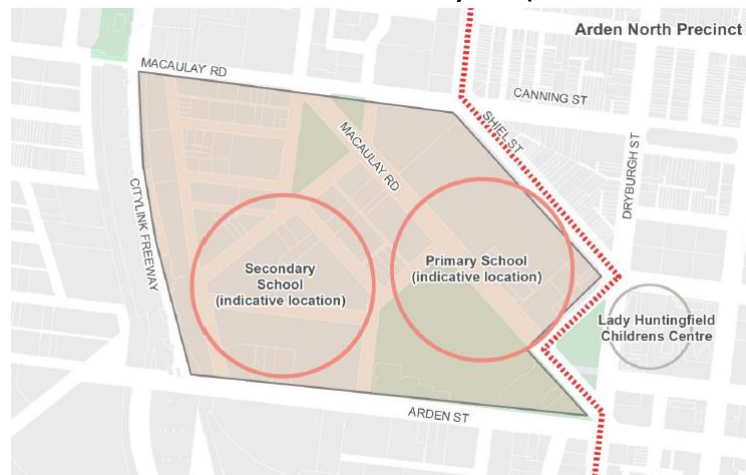 Arden North Precinct
MACAULAY RD
CANNING ST
SHIEL ST
MACAULAY RD
DRYBURGH ST
CITYLINK FREEWAY
Secondary
School
(indicative location)
Primary School
(indicative location)
Lady Huntingfield
Childrens Centre
ARDEN ST